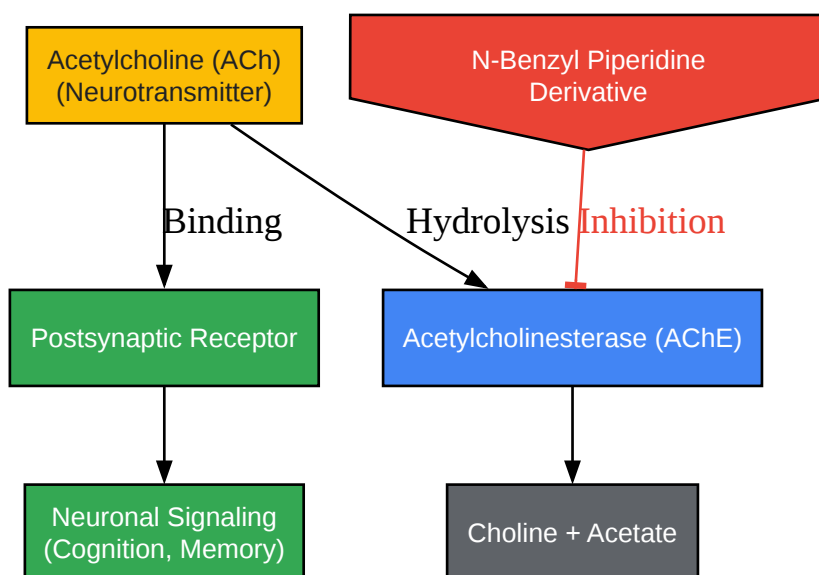 Acetylcholine (ACh)
(Neurotransmitter)
N-Benzyl Piperidine
Derivative
Binding
Hydrolysis
Inhibition
Postsynaptic Receptor
Acetylcholinesterase (AChE)
Neuronal Signaling
(Cognition, Memory)
Choline + Acetate